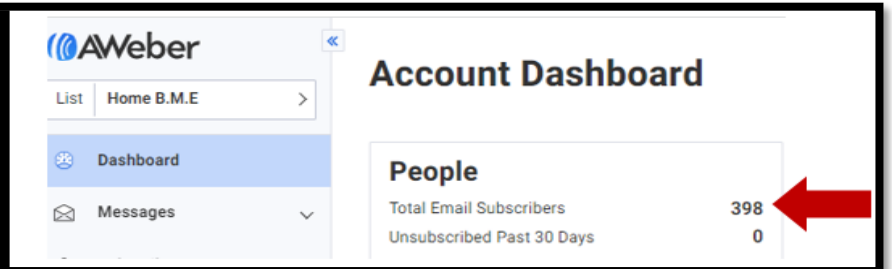 AWeber
«
List Home B.M.E >
Dashboard
Messages
Account Dashboard
People
Total Email Subscribers 398
Unsubscribed Past 30 Days 0